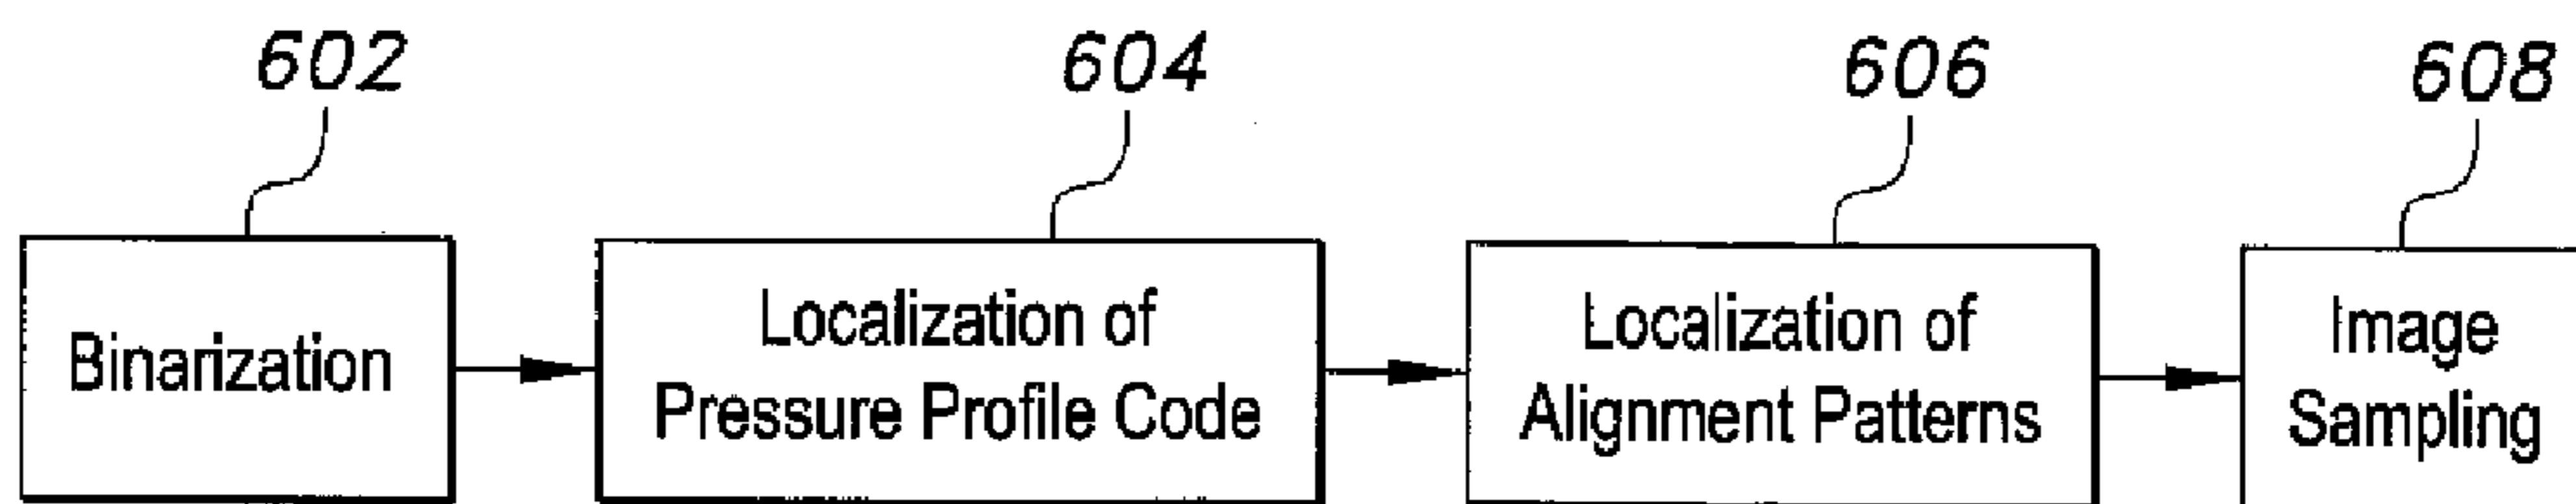 602
604
606
608
Binarization
Localization of
Pressure Profile Code
Localization of
Alignment Patterns
Image
Sampling